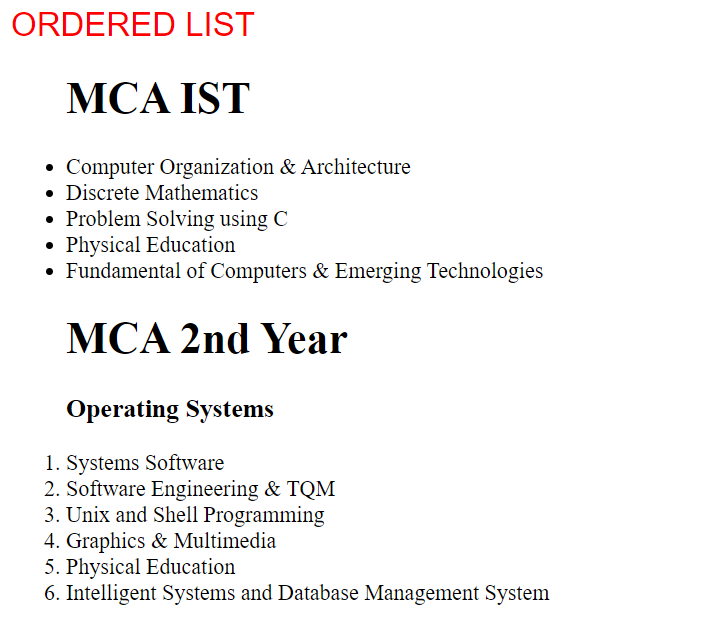 ORDERED LIST
MCA IST
• Computer Organization & Architecture
• Discrete Mathematics
• Problem Solving using C
• Physical Education
• Fundamental of Computers & Emerging Technologies
MCA 2nd Year
Operating Systems
1. Systems Software
2. Software Engineering & TQM
3. Unix and Shell Programming
4. Graphics & Multimedia
5. Physical Education
6. Intelligent Systems and Database Management System